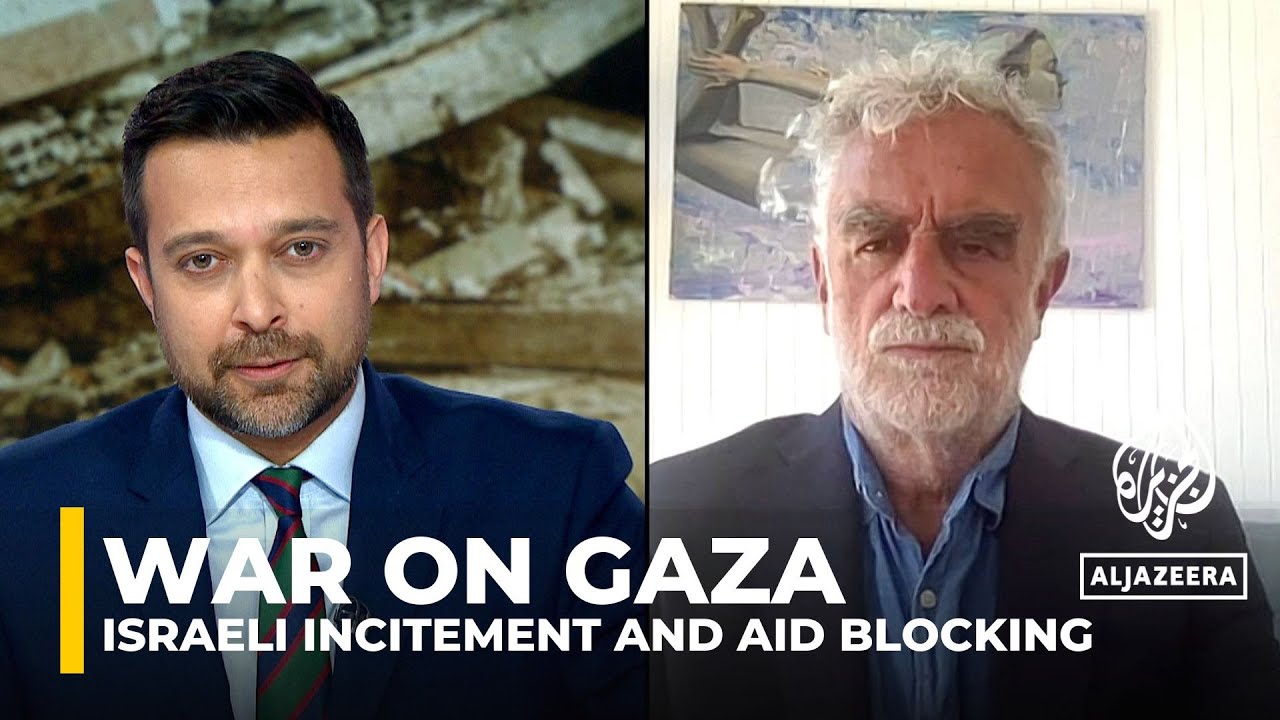 WAR ON GAZA
ISRAELI INCITEMENT AND AID BLOCKING
الجزيرة
ALJAZEERA